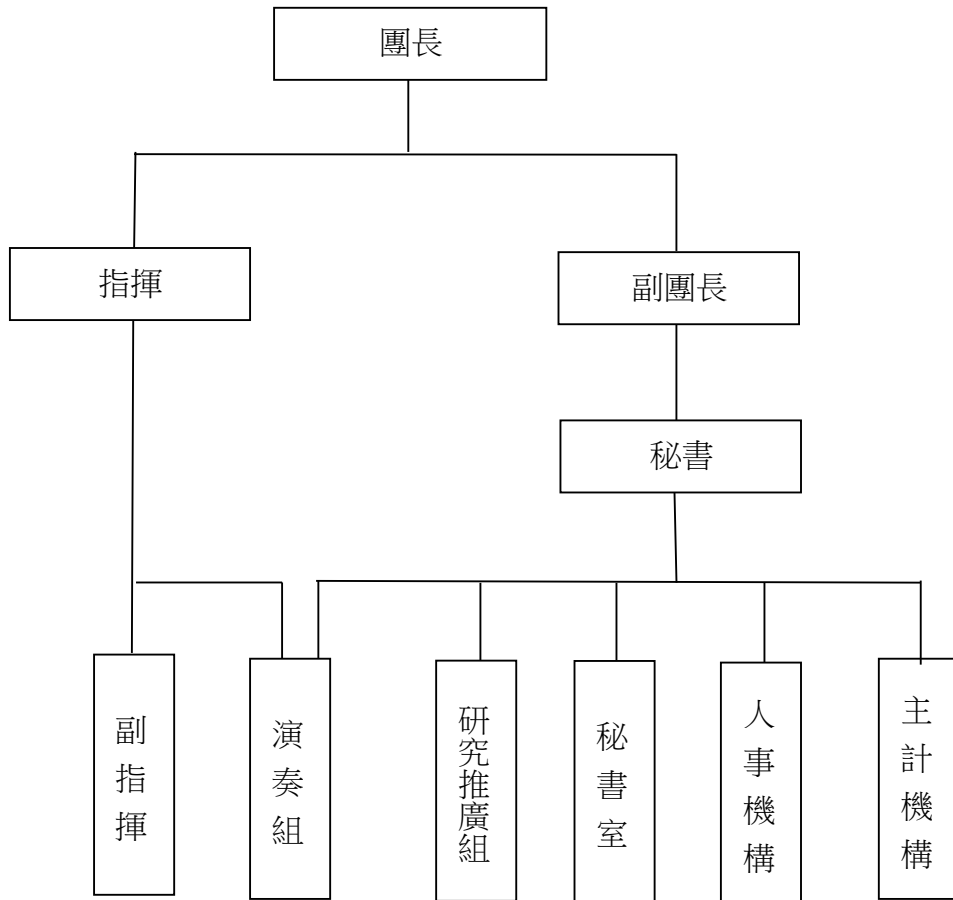 團長
指揮
副團長
秘書
副指揮
演奏組
研究推廣組
秘書室
人事機構
主計機構